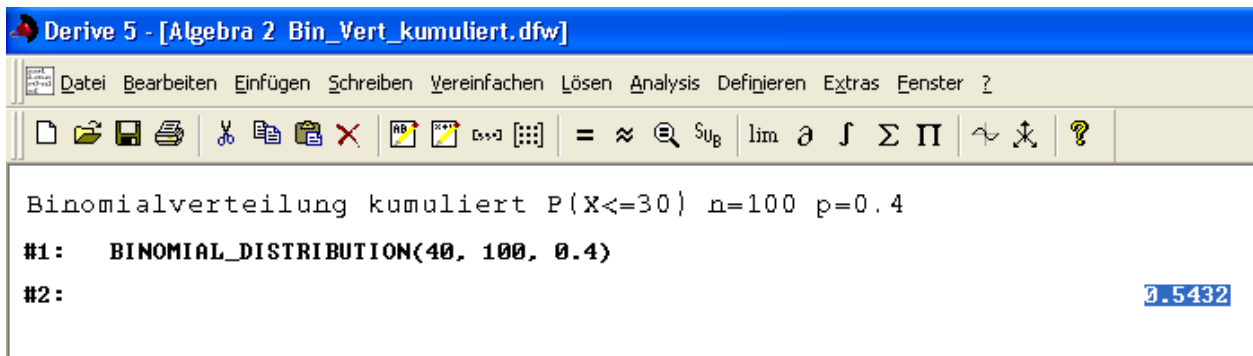 Derive 5 - [Algebra 2 Bin_Vert_kumuliert.dfw]
Datei Bearbeiten Einfügen Schreiben Vereinfachen Lösen Analysis Definieren Extras Fenster ?
= ≈ SUB lim ∂ ∫ Σ Π ?
Binomialverteilung kumuliert P(X<=30) n=100 p=0.4
#1: BINOMIAL_DISTRIBUTION(40, 100, 0.4)
#2: 0.5432